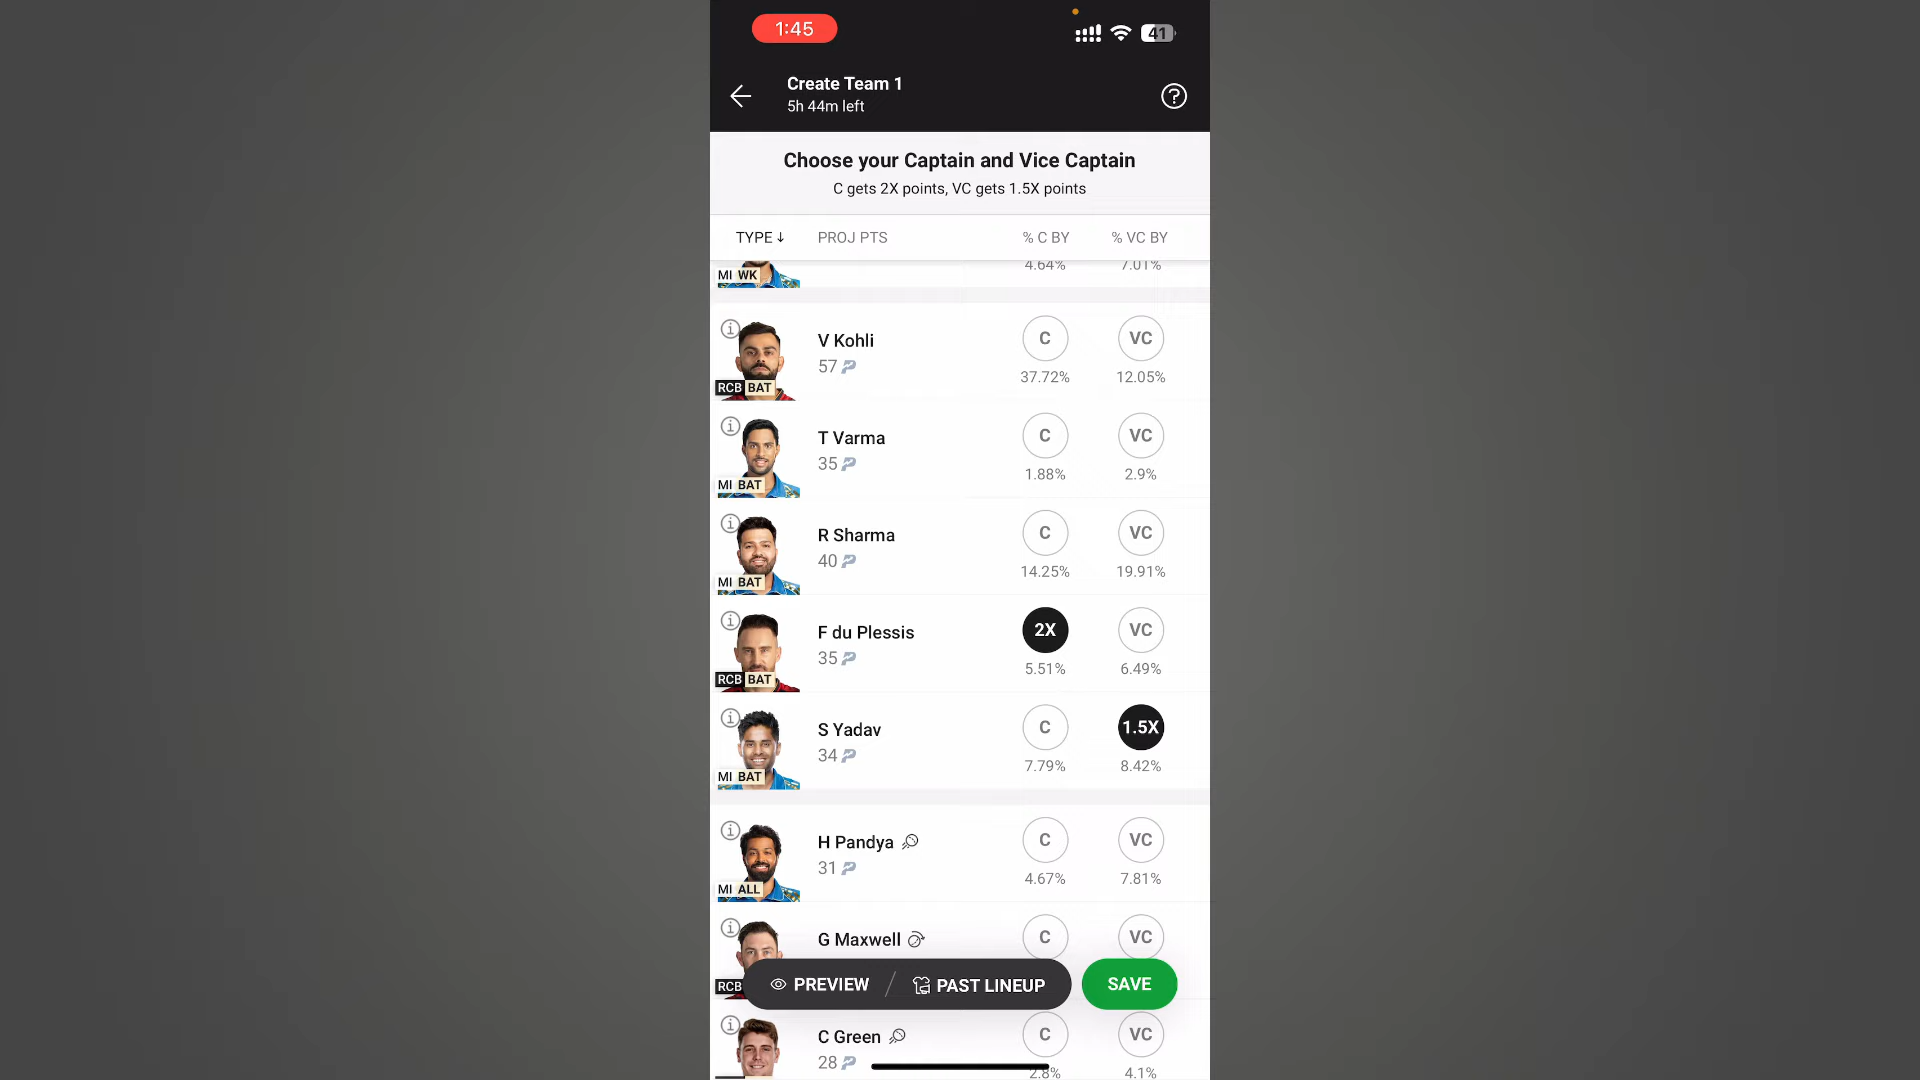 1:45
41
Create Team 1
5h 44m left
?
Choose your Captain and Vice Captain
C gets 2X points, VC gets 1.5X points
TYPE↓ PROJ PTS % C BY % VC BY
MI WK 4.64% 7.01%
V Kohli C VC
57 37.72% 12.05%
RCB BAT
T Varma C VC
35 1.88% 2.9%
MI BAT
R Sharma C VC
40 14.25% 19.91%
MI BAT
F du Plessis 2X VC
35 5.51% 6.49%
RCB BAT
S Yadav C 1.5X
34 7.79% 8.42%
MI BAT
H Pandya C VC
31 4.67% 7.81%
MI ALL
G Maxwell C VC
RCB PREVIEW / PAST LINEUP SAVE
C Green C VC
28 2.8% 4.1%